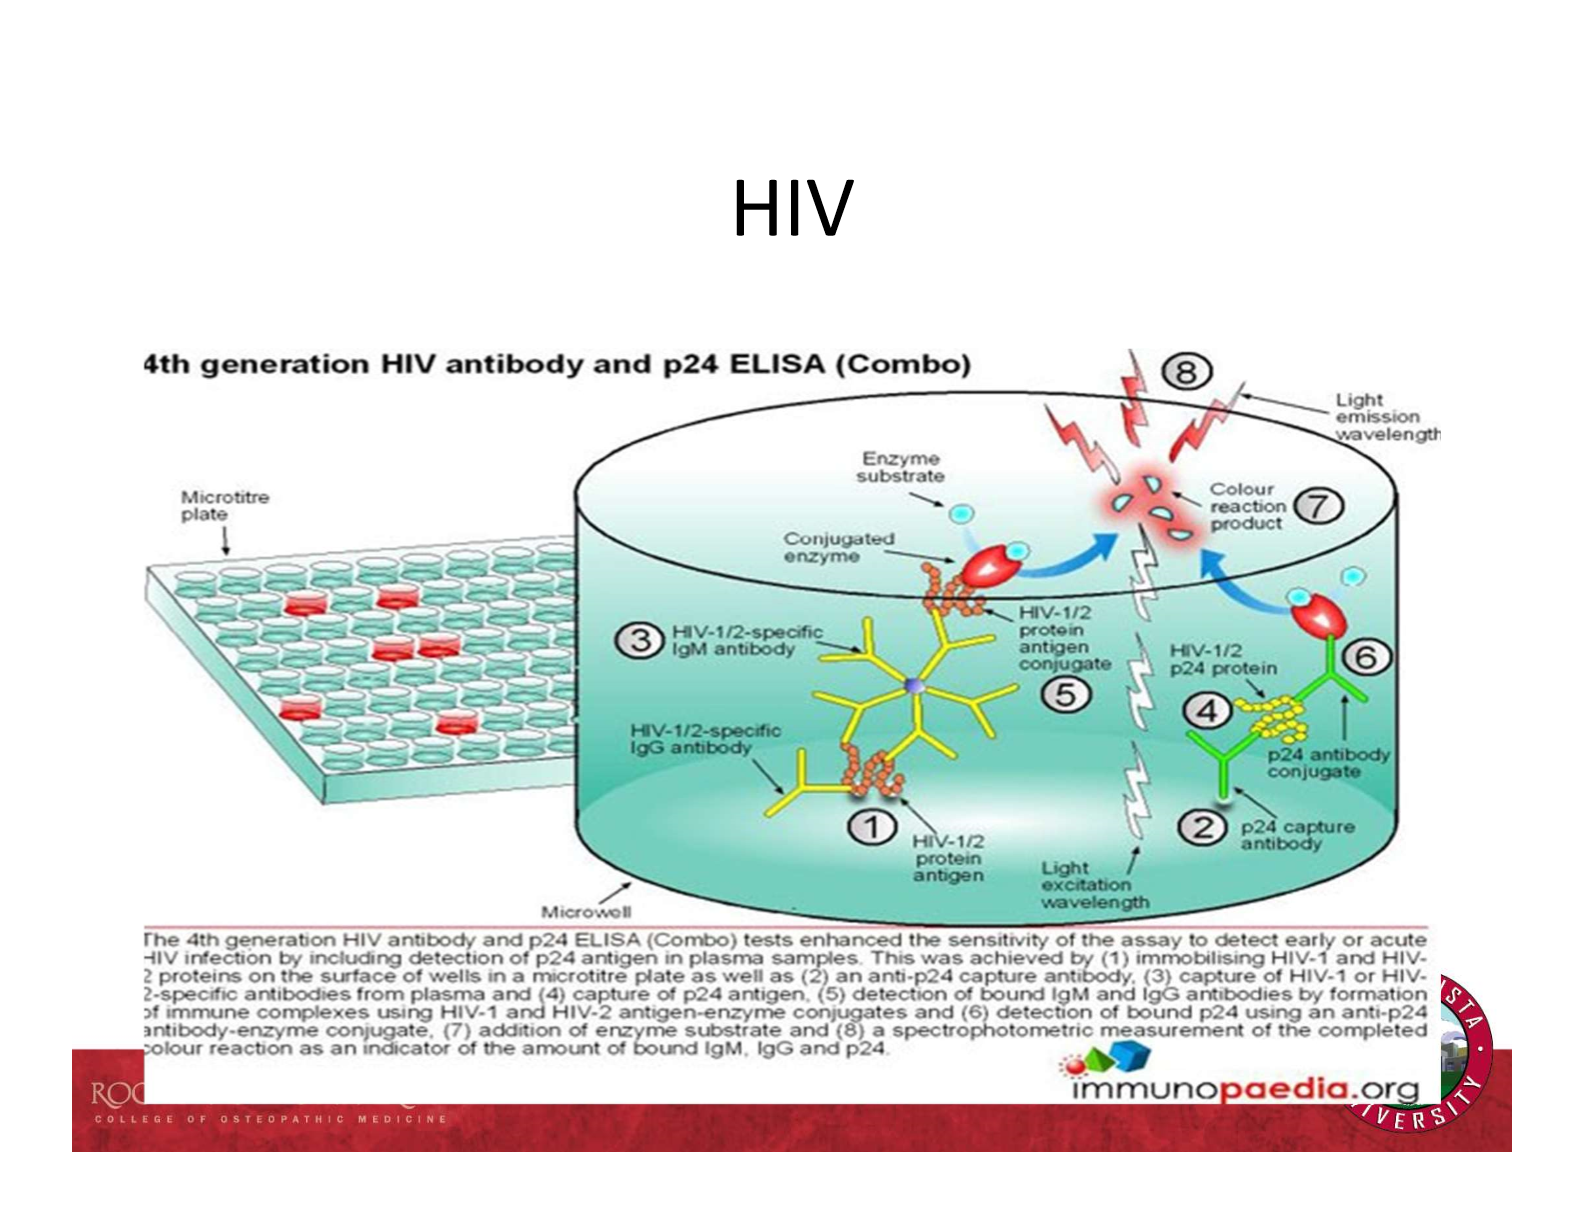 HIV
4th generation HIV antibody and p24 ELISA (Combo)
8
Light
emission
wavelength
Enzyme
substrate
Microtitre
plate
Colour
reaction
product
7
Conjugated
enzyme
3
HIV-1/2-specific
IgM antibody
HIV-1/2
protein
antigen
conjugate
5
HIV-1/2
p24 protein
6
4
HIV-1/2-specific
IgG antibody
p24 antibody
conjugate
1
2
p24 capture
antibody
HIV-1/2
protein
antigen
Light
excitation
wavelength
Microwell
The 4th generation HIV antibody and p24 ELISA (Combo) tests enhanced the sensitivity of the assay to detect early or acute
HIV infection by including detection of p24 antigen in plasma samples. This was achieved by (1) immobilising HIV-1 and HIV-
2 proteins on the surface of wells in a microtitre plate as well as (2) an anti-p24 capture antibody, (3) capture of HIV-1 or HIV-
2-specific antibodies from plasma and (4) capture of p24 antigen, (5) detection of bound IgM and IgG antibodies by formation
of immune complexes using HIV-1 and HIV-2 antigen-enzyme conjugates and (6) detection of bound p24 using an anti-p24
antibody-enzyme conjugate, (7) addition of enzyme substrate and (8) a spectrophotometric measurement of the completed
colour reaction as an indicator of the amount of bound IgM, IgG and p24.
immunopaedia.org
COLLEGE OF OSTEOPATHIC MEDICINE